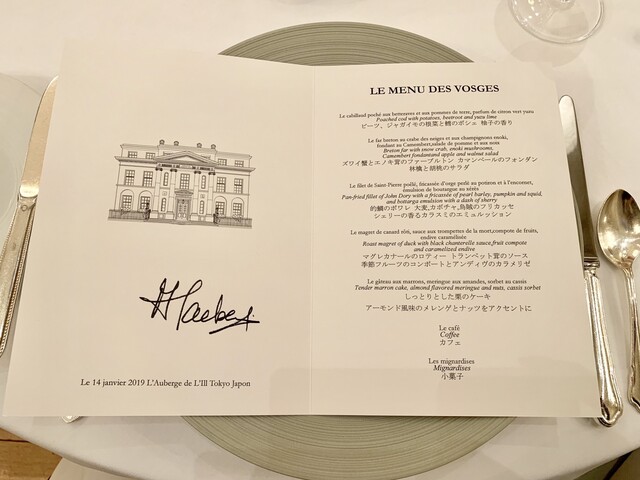 LE MENU DES VOSGES
Le cabillaud poché aux betteraves et aux pommes de terre, parfum de citron vert yuzu
Poached cod with potatoes, beetroot and yuzu lime
ビーツ、ジャガイモの根菜と鱈のポシェ 柚子の香り
Le far breton au crabe des neiges et aux champignons enoki,
fondant au Camembert,salade de pomme et aux noix
Breton far with snow crab, enoki mushrooms,
Camembert fondantand apple and walnut salad
ズワイ蟹とエノキ茸のファーブルトン カマンベールのフォンダン
林檎と胡桃のサラダ
Le filet de Saint-Pierre poêlé, fricassée d'orge perlé au potiron et à l'encornet,
émulsion de boutargue au xérès
Pan-fried fillet of John Dory with a fricassée of pearl barley, pumpkin and squid,
and bottarga emulsion with a dash of sherry
的鯛のポワレ 大麦,カボチャ,烏賊のフリカッセ
シェリーの香るカラスミのエミュルッション
Le magret de canard rôti, sauce aux trompettes de la mort,compote de fruits,
endive caramélisée
Roast magret of duck with black chanterelle sauce,fruit compote
and caramelized endive
マグレカナールのロティー トランペット茸のソース
季節フルーツのコンポートとアンディヴのカラメリゼ
Le gâteau aux marrons, meringue aux amandes, sorbet au cassis
Tender marron cake, almond flavored meringue and nuts, cassis sorbet
しっとりとした栗のケーキ
アーモンド風味のメレンゲとナッツをアクセントに
Le café
Coffee
カフェ
Les mignardises
Mignardises
小菓子
Le 14 janvier 2019 L'Auberge de L'Ill Tokyo Japon